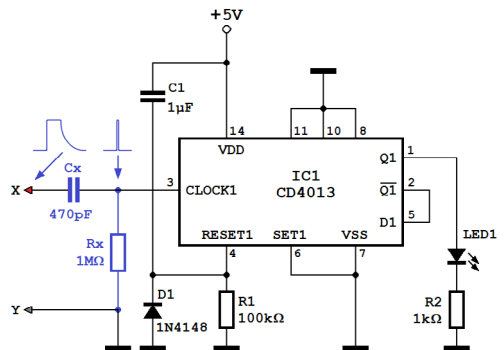 +5V
C1
1µF
14
11
10
8
VDD
Cx
470pF
X
3
CLOCK1
IC1
CD4013
Q1
1
Q1
2
D1
5
LED1
RESET1
SET1
VSS
4
6
7
Rx
1MΩ
Y
D1
1N4148
R1
100kΩ
R2
1kΩ